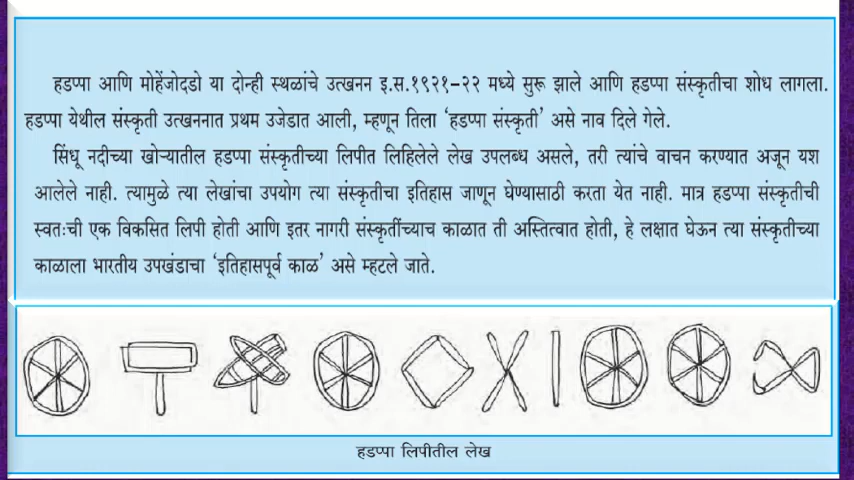 हडप्पा आणि मोहेंजोदडो या दोन्ही स्थळांचे उत्खनन इ.स.१९२१–२२ मध्ये सुरू झाले आणि हडप्पा संस्कृतीचा शोध लागला.
हडप्पा येथील संस्कृती उत्खननात प्रथम उजेडात आली, म्हणून तिला ‘हडप्पा संस्कृती’ असे नाव दिले गेले.
सिंधू नदीच्या खोऱ्यातील हडप्पा संस्कृतीच्या लिपीत लिहिलेले लेख उपलब्ध असले, तरी त्यांचे वाचन करण्यात अजून यश
आलेले नाही. त्यामुळे त्या लेखांचा उपयोग त्या संस्कृतीचा इतिहास जाणून घेण्यासाठी करता येत नाही. मात्र हडप्पा संस्कृतीची
स्वतःची एक विकसित लिपी होती आणि इतर नागरी संस्कृतींच्याच काळात ती अस्तित्वात होती, हे लक्षात घेऊन त्या संस्कृतीच्या
काळाला भारतीय उपखंडाचा ‘इतिहासपूर्व काळ’ असे म्हटले जाते.
हडप्पा लिपीतील लेख